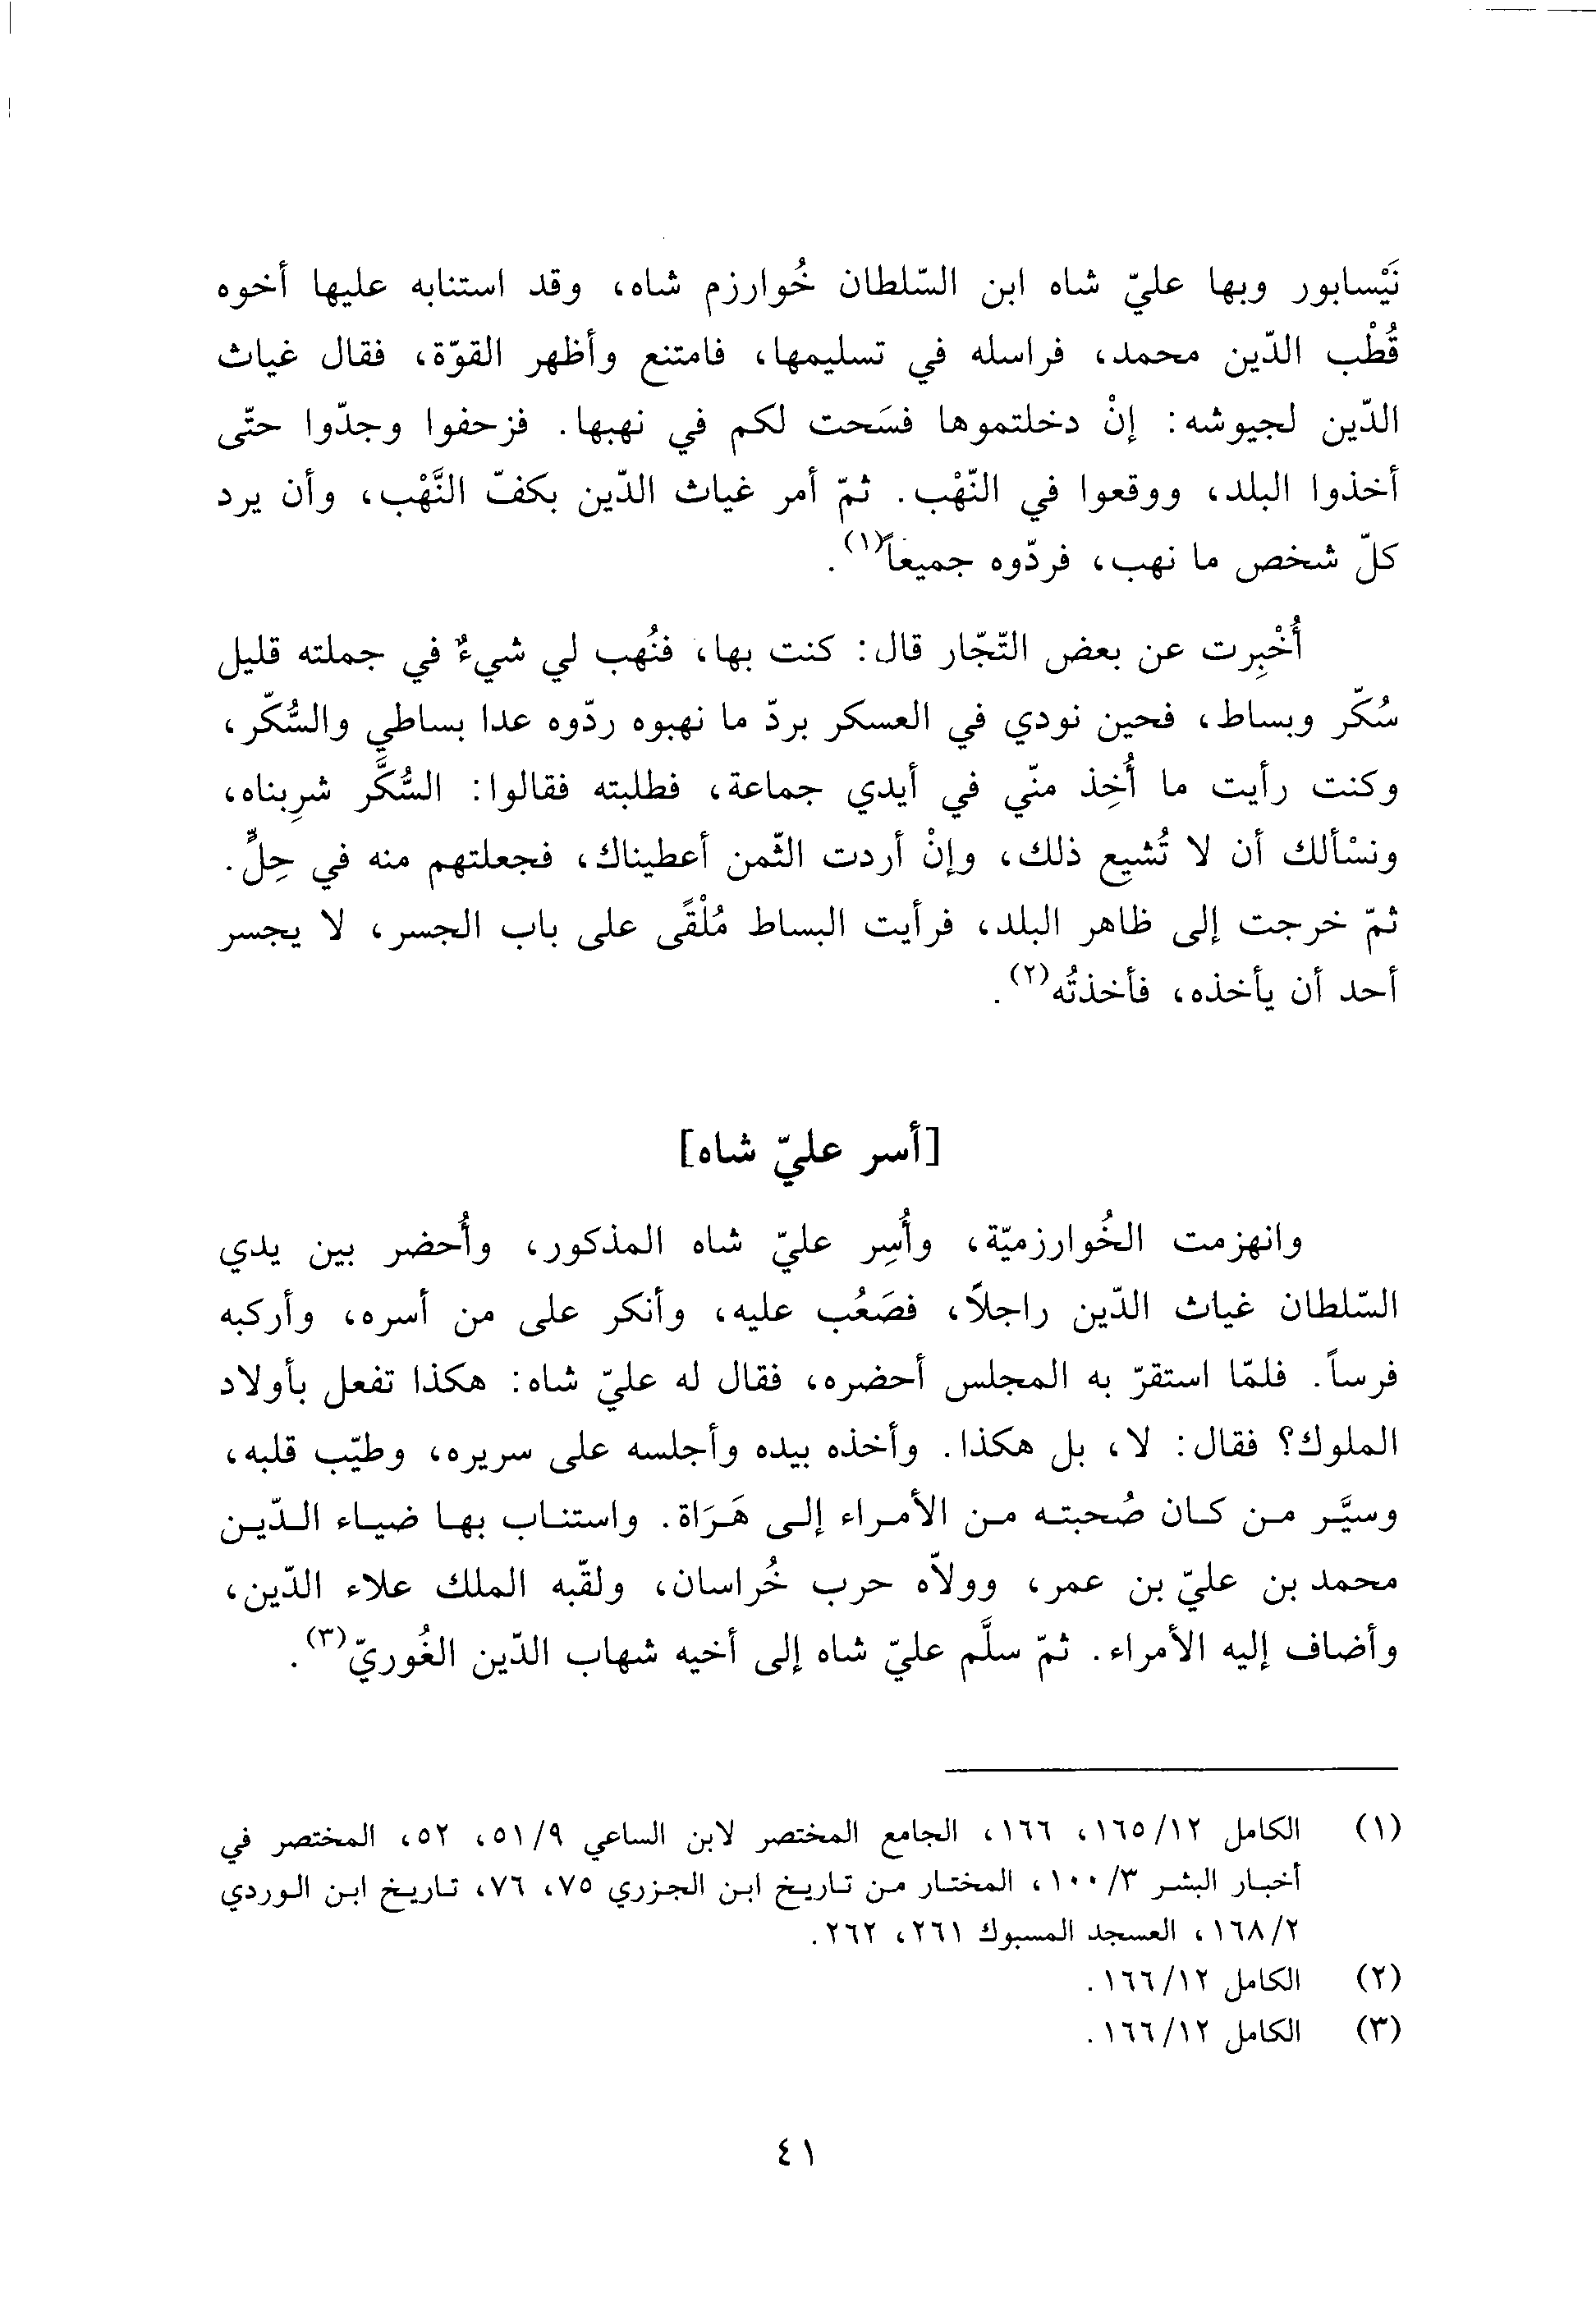 نَيْسابور وبها عليّ شاه ابن السّلطان خُوارزم شاه، وقد استنابه عليها أخوه
قُطْب الدّين محمد، فراسله في تسليمها، فامتنع وأظهر القوّة، فقال غياث
الدّين لجيوشه: إنْ دخلتموها فسَحت لكم في نهبها. فزحفوا وجدّوا حتّى
أخذوا البلد، ووقعوا في النّهْب. ثمّ أمر غياث الدّين بكفّ النَّهْب، وأن يرد
كلّ شخص ما نهب، فردّوه جميعاً(١).
أُخْبِرت عن بعض التّجّار قال: كنت بها، فنُهب لي شيءٌ في جملته قليل
سُكّر وبساط، فحين نودي في العسكر بردّ ما نهبوه ردّوه عدا بساطي والسُّكّر،
وكنت رأيت ما أُخِذ منّي في أيدي جماعة، فطلبته فقالوا: السُّكَّر شرِبناه،
ونسْألك أن لا تُشيع ذلك، وإنْ أردت الثّمن أعطيناك، فجعلتهم منه في حِلٍّ.
ثمّ خرجت إلى ظاهر البلد، فرأيت البساط مُلْقًى على باب الجسر، لا يجسر
أحد أن يأخذه، فأخذتُه(٢).
[أسر عليّ شاه]
وانهزمت الخُوارزميّة، وأُسِر عليّ شاه المذكور، وأُحضر بين يدي
السّلطان غياث الدّين راجلاً، فصَعُب عليه، وأنكر على من أسره، وأركبه
فرساً. فلمّا استقرّ به المجلس أحضره، فقال له عليّ شاه: هكذا تفعل بأولاد
الملوك؟ فقال: لا، بل هكذا. وأخذه بيده وأجلسه على سريره، وطيّب قلبه،
وسيَّر من كان صُحبته من الأمراء إلى هَرَاة. واستناب بها ضياء الدّين
محمد بن عليّ بن عمر، وولاّه حرب خُراسان، ولقّبه الملك علاء الدّين،
وأضاف إليه الأمراء. ثمّ سلَّم عليّ شاه إلى أخيه شهاب الدّين الغُوريّ(٣).
(١) الكامل ١٦٥/١٢، ١٦٦، الجامع المختصر لابن الساعي ٥١/٩، ٥٢، المختصر في
أخبار البشر ١٠٠/٣، المختار من تاريخ ابن الجزري ٧٥، ٧٦، تاريخ ابن الوردي
١٦٨/٢، العسجد المسبوك ٢٦١، ٢٦٢.
(٢) الكامل ١٦٦/١٢.
(٣) الكامل ١٦٦/١٢.
٤١